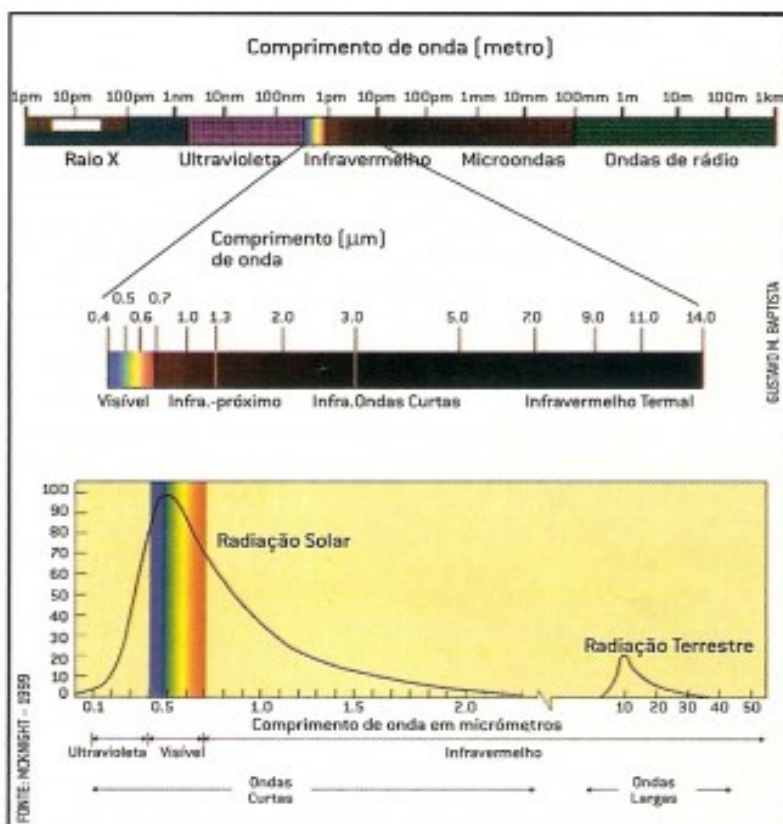 Comprimento de onda (metro)
1pm 10pm 100pm 1nm 10nm 100nm 1pm 10pm 100pm 1mm 10mm 100mm 1m 10m 100m 1km
Raio X Ultravioleta Infravermelho Microondas Ondas de rádio
Comprimento (μm)
de onda
0.4 0.5 0.6 0.7 1.0 1.3 2.0 3.0 5.0 7.0 9.0 11.0 14.0
Visível Infra.-próximo Infra.Ondas Curtas Infravermelho Termal
GUSTAVO M. BAPTISTA
100
90
80
70
60
50
40
30
20
10
0
Radiação Solar
Radiação Terrestre
0.1 0.5 1.0 1.5 2.0 10 20 30 40 50
Comprimento de onda em micrómetros
Ultravioleta Visível Infravermelho
Ondas
Curtas
Ondas
Largas
FONTE: MCKNIGHT - 1999